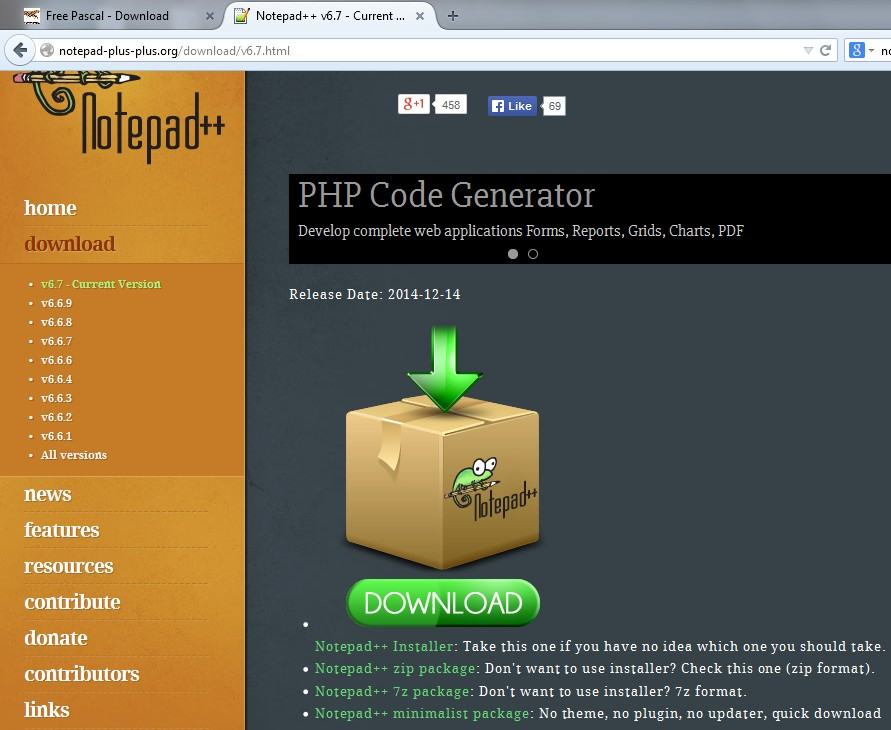 Free Pascal - Download
Notepad++ v6.7 - Current ...
notepad-plus-plus.org/download/v6.7.html
Notepad++
home
download
v6.7 - Current Version
v6.6.9
v6.6.8
v6.6.7
v6.6.6
v6.6.4
v6.6.3
v6.6.2
v6.6.1
All versions
news
features
resources
contribute
donate
contributors
links
g+1 458
Like 69
PHP Code Generator
Develop complete web applications Forms, Reports, Grids, Charts, PDF
Release Date: 2014-12-14
Notepad++
DOWNLOAD
Notepad++ Installer: Take this one if you have no idea which one you should take.
Notepad++ zip package: Don't want to use installer? Check this one (zip format).
Notepad++ 7z package: Don't want to use installer? 7z format.
Notepad++ minimalist package: No theme, no plugin, no updater, quick download